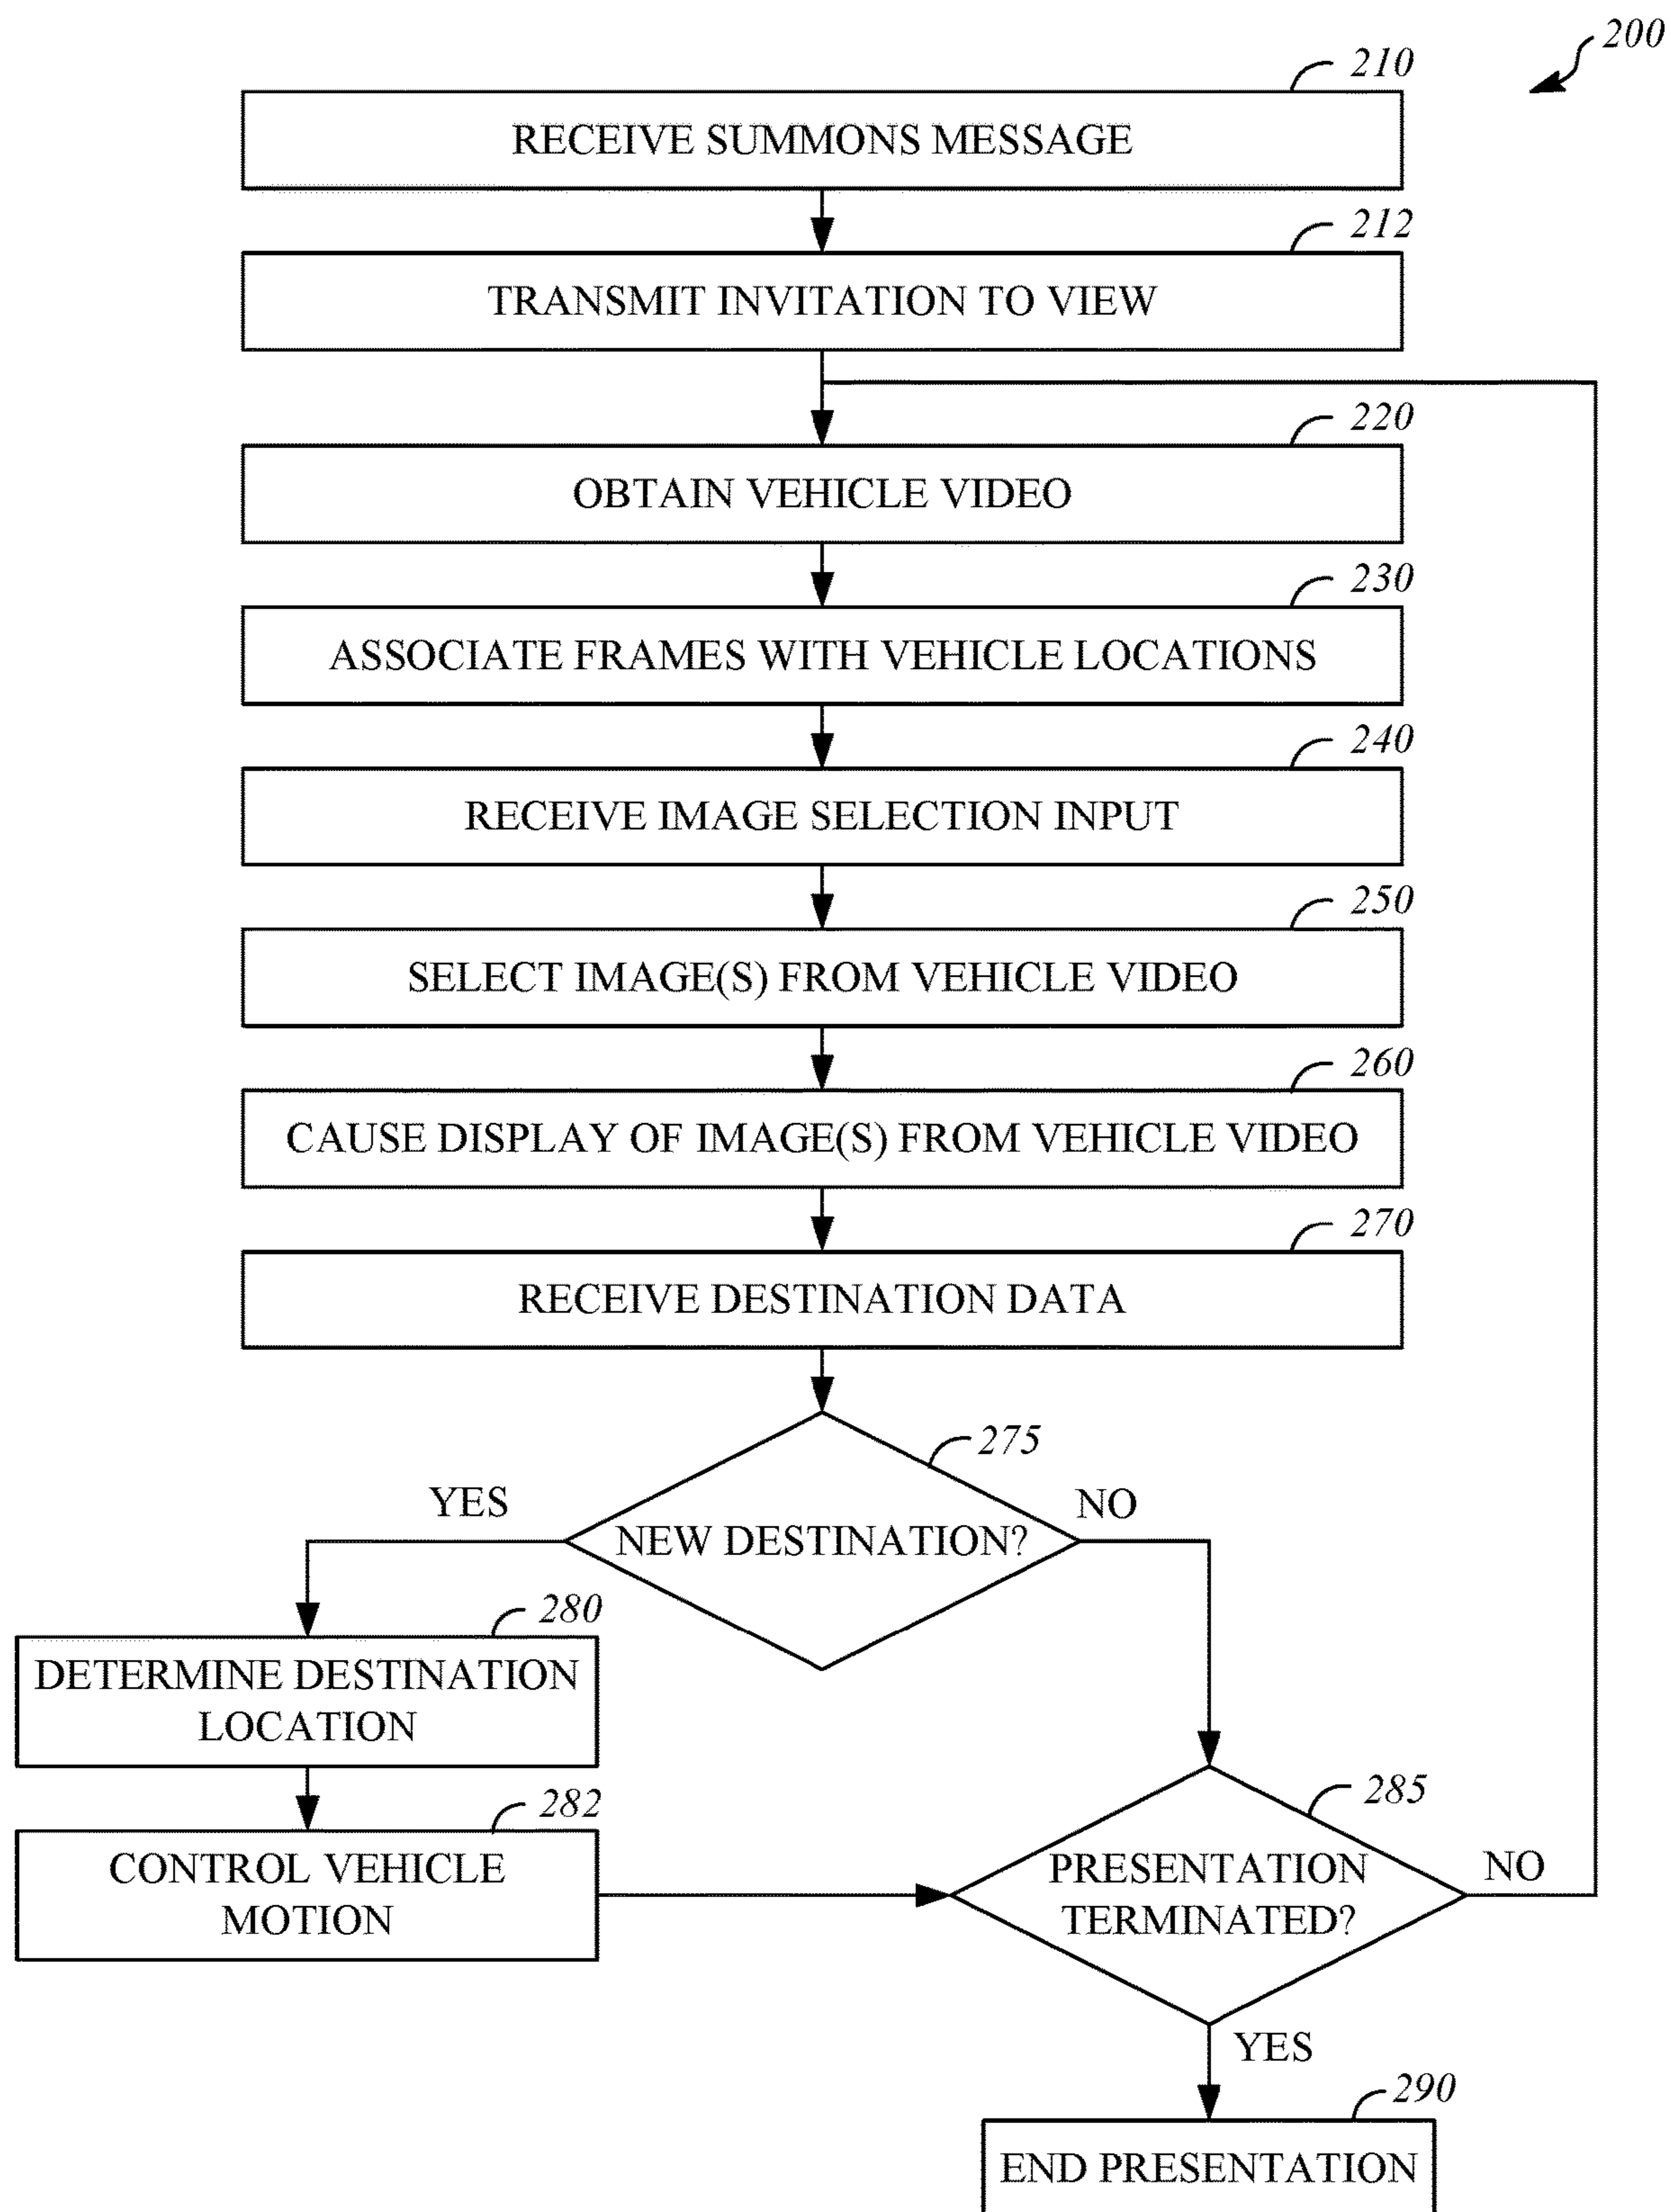 200
210
RECEIVE SUMMONS MESSAGE
212
TRANSMIT INVITATION TO VIEW
220
OBTAIN VEHICLE VIDEO
230
ASSOCIATE FRAMES WITH VEHICLE LOCATIONS
240
RECEIVE IMAGE SELECTION INPUT
250
SELECT IMAGE(S) FROM VEHICLE VIDEO
260
CAUSE DISPLAY OF IMAGE(S) FROM VEHICLE VIDEO
270
RECEIVE DESTINATION DATA
275
YES
NO
NEW DESTINATION?
280
DETERMINE DESTINATION
LOCATION
282
CONTROL VEHICLE
MOTION
285
PRESENTATION
TERMINATED?
NO
YES
290
END PRESENTATION